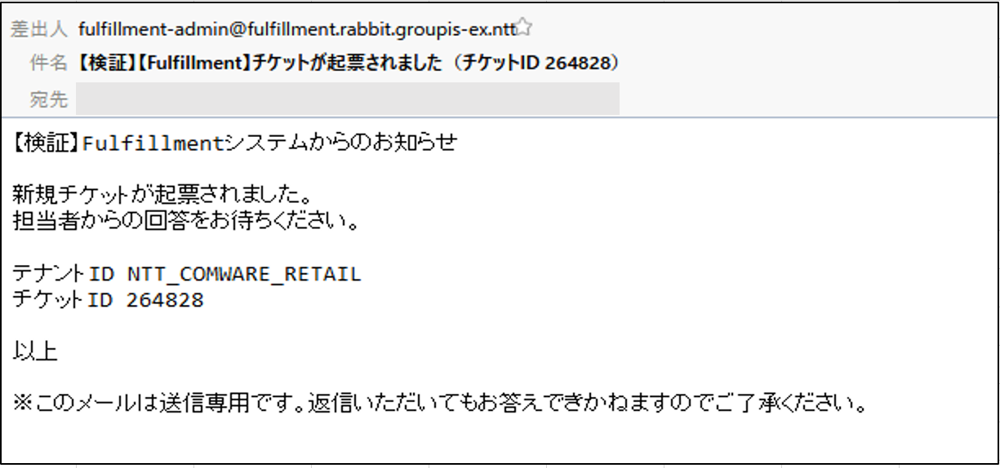 差出人 fulfillment-admin@fulfillment.rabbit.groupis-ex.ntt☆
件名 【検証】【Fulfillment】チケットが起票されました（チケットID 264828）
宛先
【検証】Fulfillmentシステムからのお知らせ
新規チケットが起票されました。
担当者からの回答をお待ちください。
テナントID NTT_COMWARE_RETAIL
チケットID 264828
以上
※このメールは送信専用です。返信いただいてもお答えできかねますのでご了承ください。